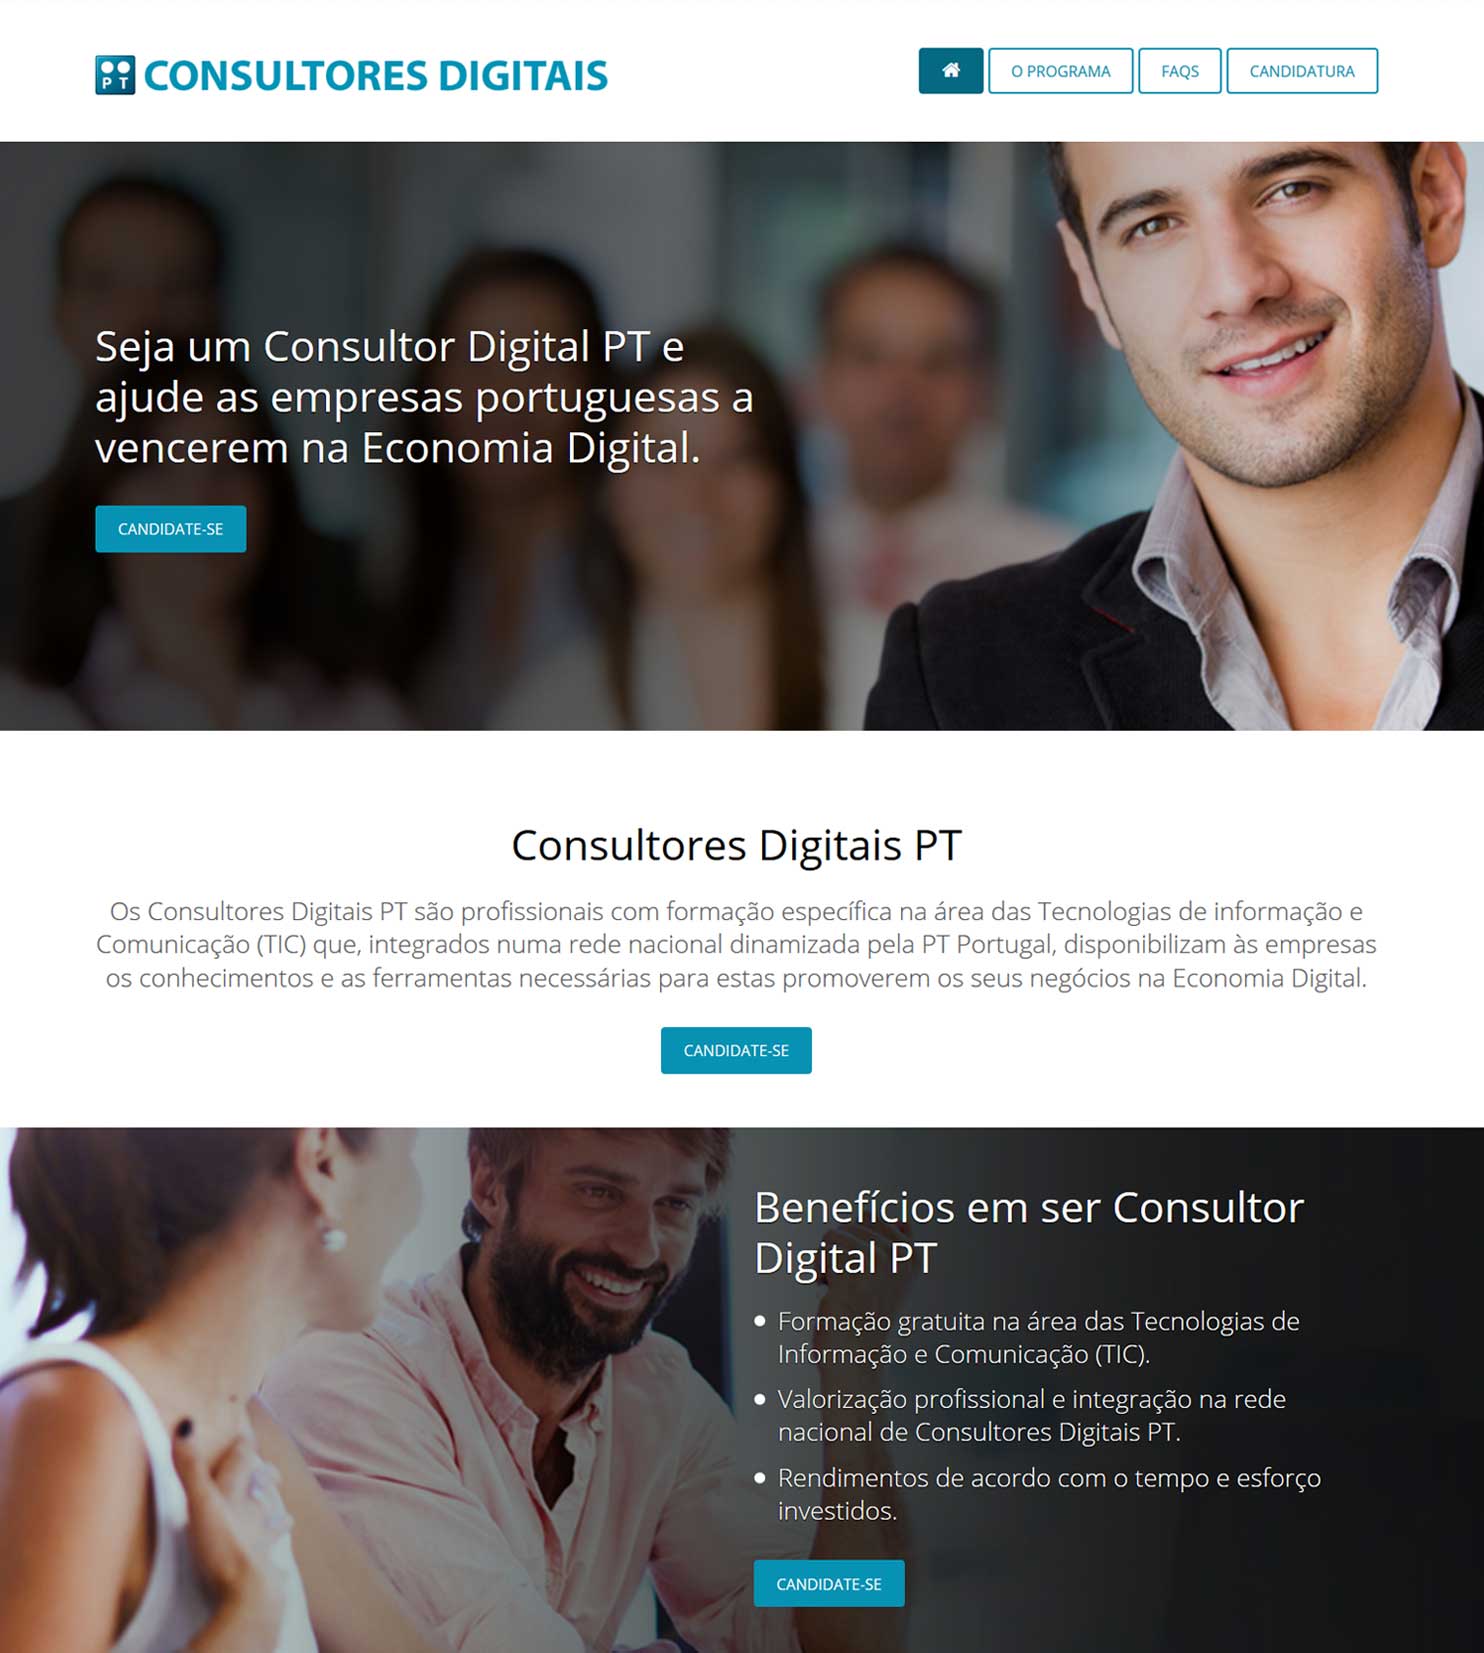 PT CONSULTORES DIGITAIS
O PROGRAMA
FAQS
CANDIDATURA
Seja um Consultor Digital PT e
ajude as empresas portuguesas a
vencerem na Economia Digital.
CANDIDATE-SE
Consultores Digitais PT
Os Consultores Digitais PT são profissionais com formação específica na área das Tecnologias de informação e
Comunicação (TIC) que, integrados numa rede nacional dinamizada pela PT Portugal, disponibilizam às empresas
os conhecimentos e as ferramentas necessárias para estas promoverem os seus negócios na Economia Digital.
CANDIDATE-SE
Benefícios em ser Consultor
Digital PT
Formação gratuita na área das Tecnologias de
Informação e Comunicação (TIC).
Valorização profissional e integração na rede
nacional de Consultores Digitais PT.
Rendimentos de acordo com o tempo e esforço
investidos.
CANDIDATE-SE